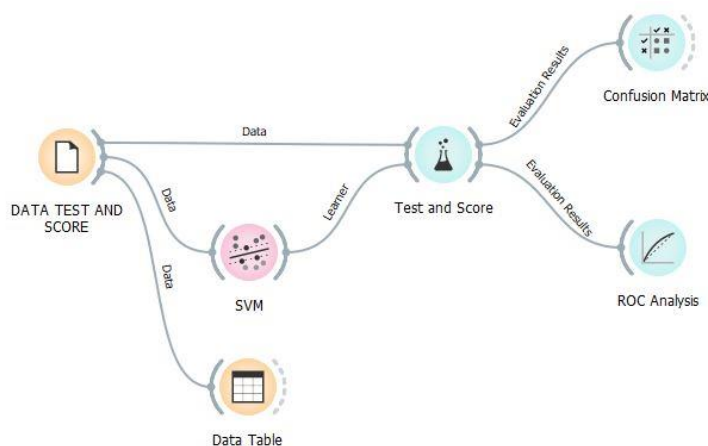 Evaluation Results
Confusion Matrix
Data
DATA TEST AND
SCORE
Data
Learner
Test and Score
Evaluation Results
Data
SVM
ROC Analysis
Data Table